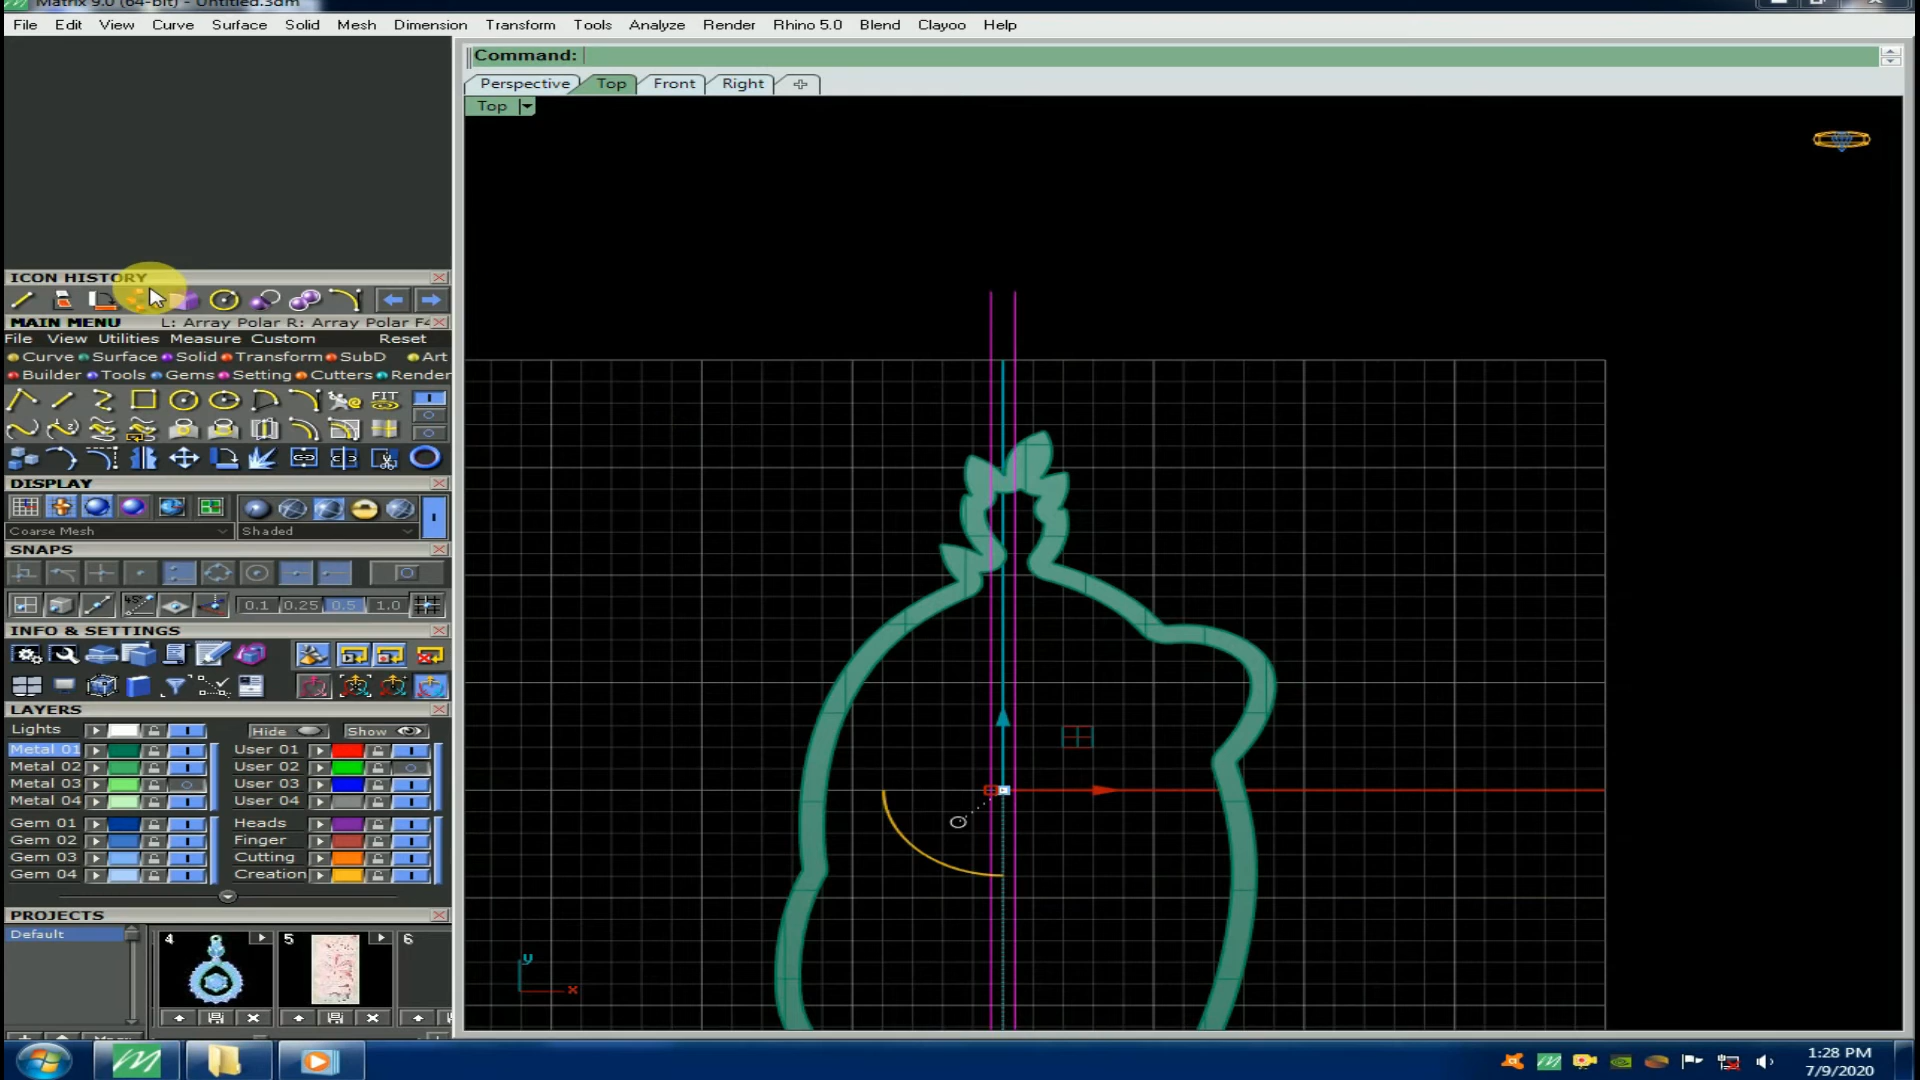 Matrix 9.0 (64-bit) - Untitled.3dm
File Edit View Curve Surface Solid Mesh Dimension Transform Tools Analyze Render Rhino 5.0 Blend Clayoo Help
Command:
Perspective Top Front Right
Top
ICON HISTORY
MAIN MENU L: Array Polar R: Array Polar F4
File View Utilities Measure Custom Reset
Curve Surface Solid Transform SubD Art
Builder Tools Gems Setting Cutters Render
FIT
DISPLAY
Coarse Mesh Shaded
SNAPS
45° 0.1 0.25 0.5 1.0
INFO & SETTINGS
LAYERS
Lights Hide Show
Metal 01 User 01
Metal 02 User 02
Metal 03 User 03
Metal 04 User 04
Gem 01 Heads
Gem 02 Finger
Gem 03 Cutting
Gem 04 Creation
PROJECTS
Default
4 5 6
y
x
1:28 PM
7/9/2020